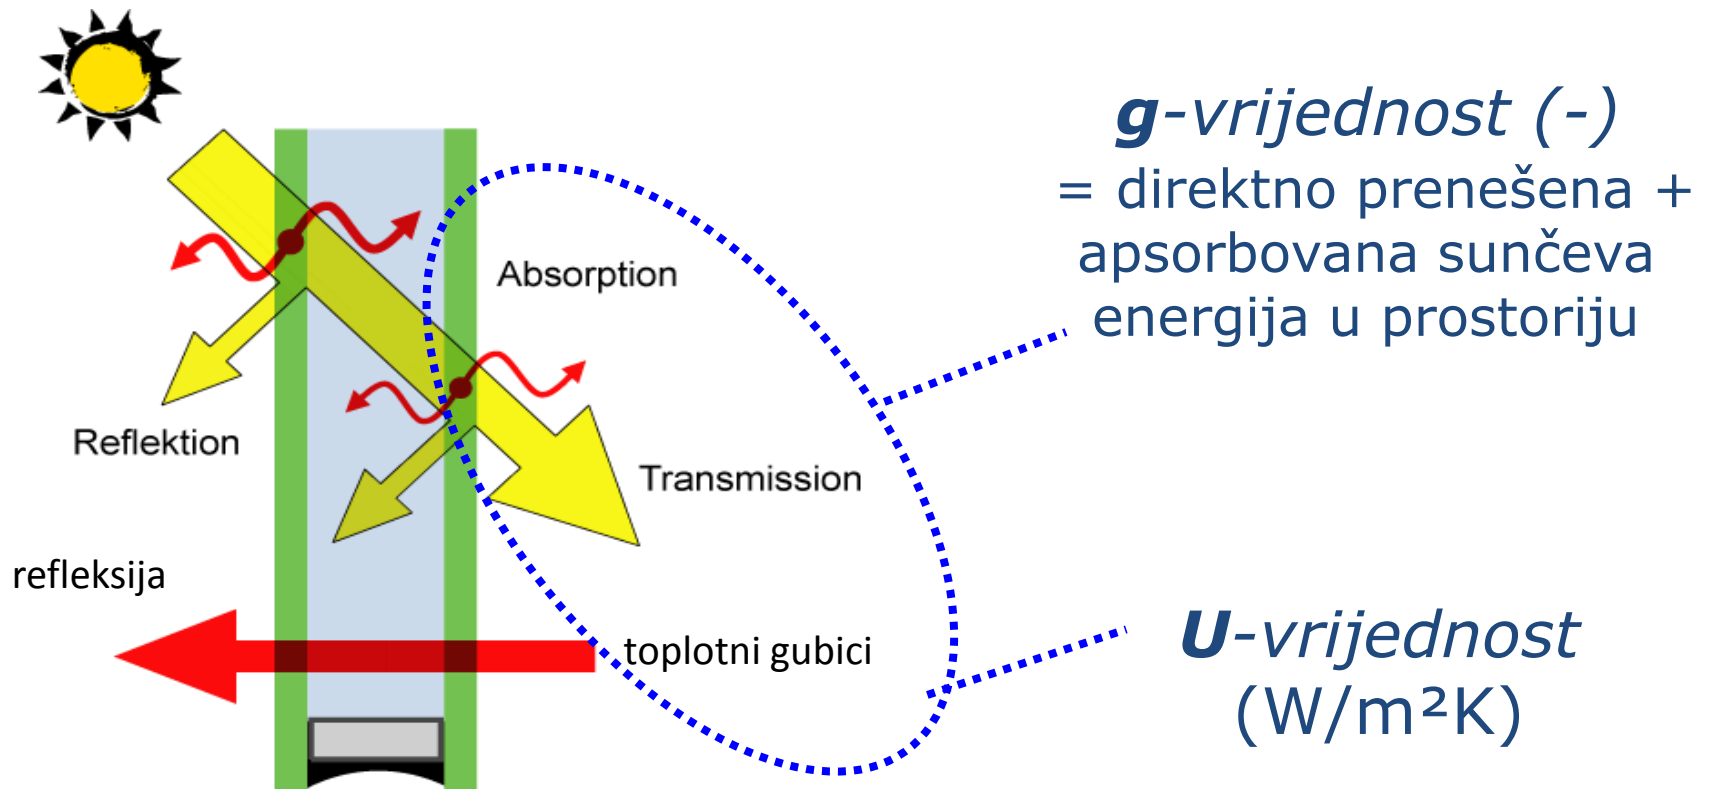 g-vrijednost (-)
= direktno prenešena +
apsorbovana sunčeva
energija u prostoriju
Absorption
Reflektion
Transmission
refleksija
toplotni gubici
U-vrijednost
(W/m²K)